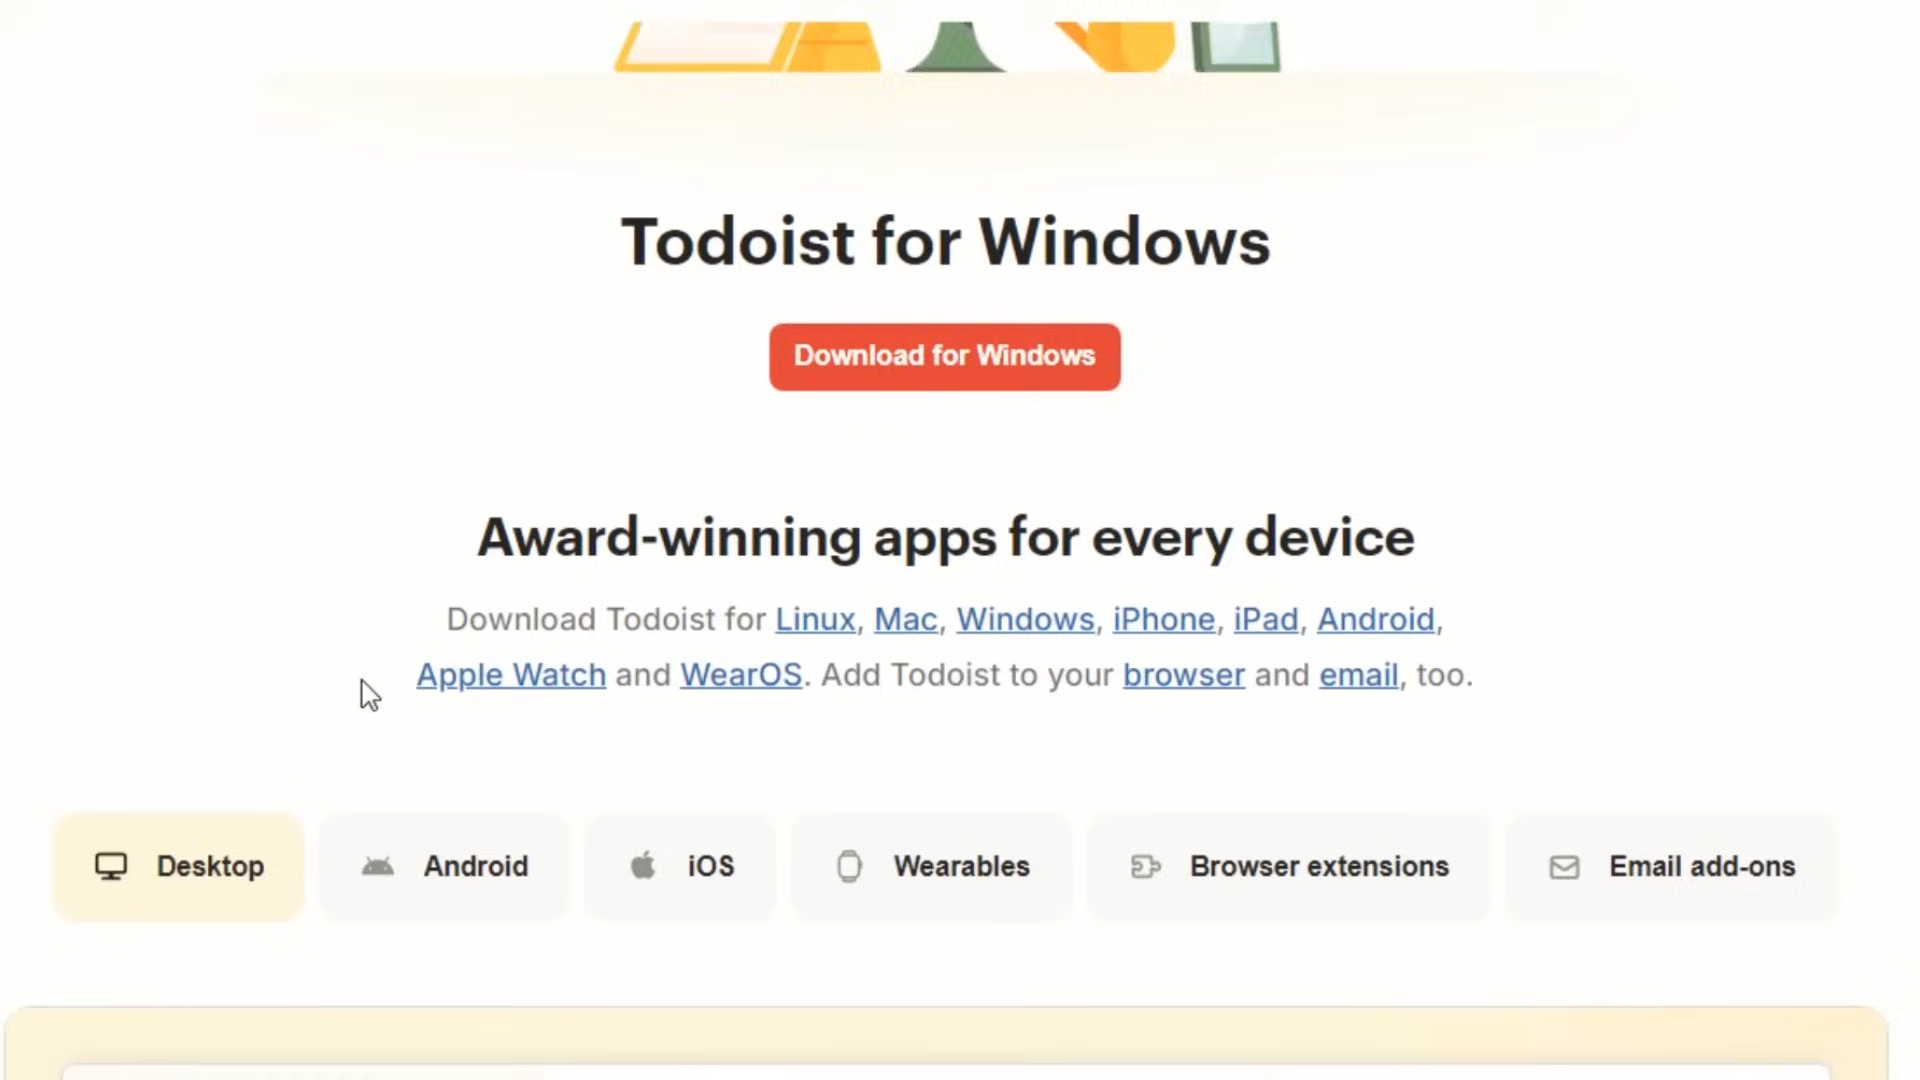 Todoist for Windows
Download for Windows
Award-winning apps for every device
Download Todoist for Linux, Mac, Windows, iPhone, iPad, Android,
Apple Watch and WearOS. Add Todoist to your browser and email, too.
Desktop
Android
iOS
Wearables
Browser extensions
Email add-ons